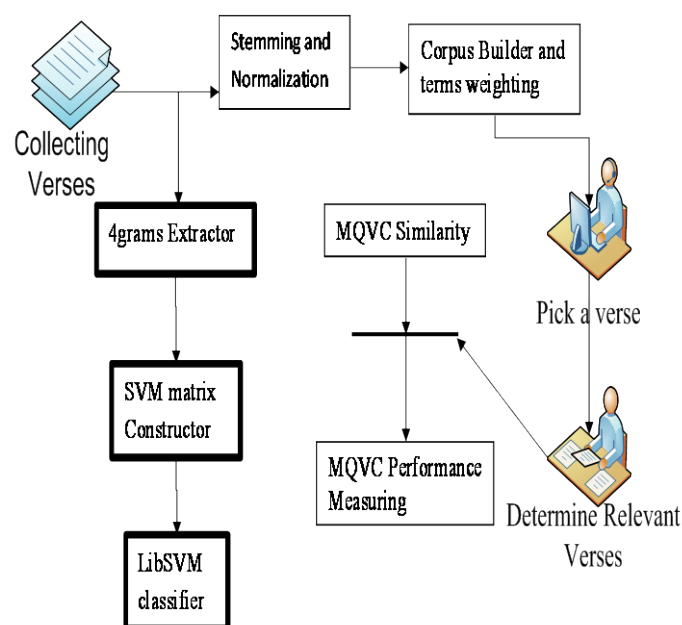 Collecting
Verses
Stemming and
Normalization
Corpus Builder and
terms weighting
4grams Extractor
MQVC Similarity
Pick a verse
SVM matrix
Constructor
MQVC Performance
Measuring
Determine Relevant
Verses
LibSVM
classifier